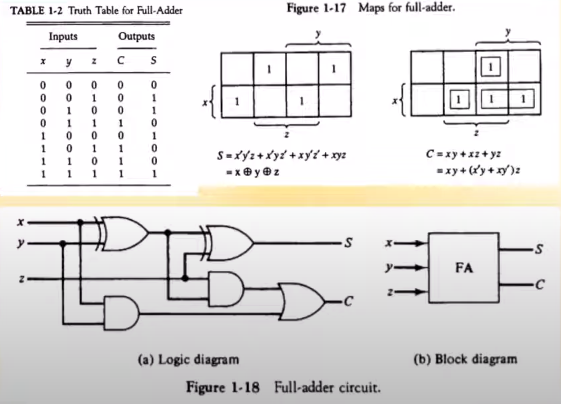 TABLE 1-2 Truth Table for Full-Adder
Inputs Outputs
x y z C S
0 0 0 0 0
0 0 1 0 1
0 1 0 0 1
0 1 1 1 0
1 0 0 0 1
1 0 1 1 0
1 1 0 1 0
1 1 1 1 1
Figure 1-17 Maps for full-adder.
y
1 1
x 1 1
z
S = x'y'z + x'yz' + xy'z' + xyz
= x ⊕ y ⊕ z
y
1
x 1 1 1
z
C = xy + xz + yz
= xy + (x'y + xy')z
x
y
z
S
C
(a) Logic diagram
x
y
z
FA
S
C
(b) Block diagram
Figure 1-18 Full-adder circuit.